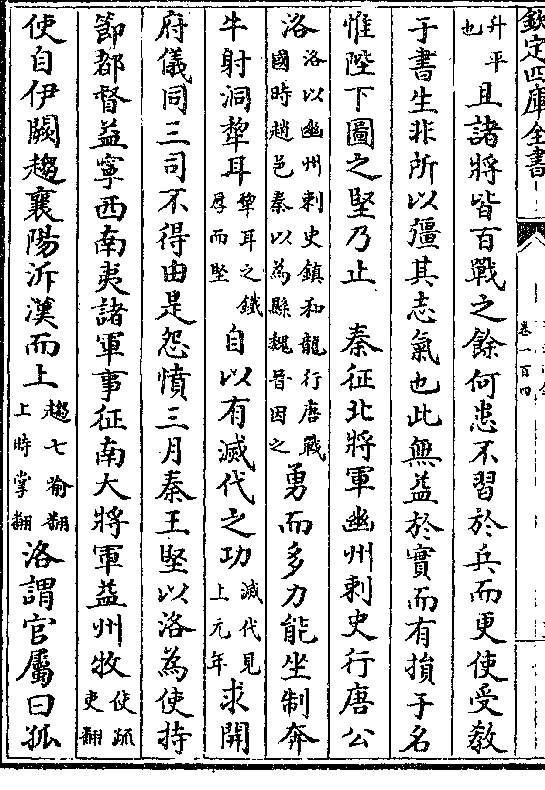 欽定四庫全書
卷一百四
升平也且諸將皆百戰之餘何患不習於兵而更使受教
于書生非所以彊其志氣也此無益於實而有損于名
惟陛下圖之堅乃止　秦征北將軍幽州刺史行唐公
洛洛以幽州刺史鎮和龍行唐戰國時趙邑秦以為縣魏晉因之勇而多力能坐制奔
牛射洞犂耳犂耳之鐵厚而堅自以有滅代之功滅代見上元年求開
府儀同三司不得由是怨憤三月秦王堅以洛為使持
節都督益寧西南夷諸軍事征南大將軍益州牧使疏吏翻
使自伊闕趨襄陽泝漢而上趨七喻翻上時掌翻洛謂官屬曰孤